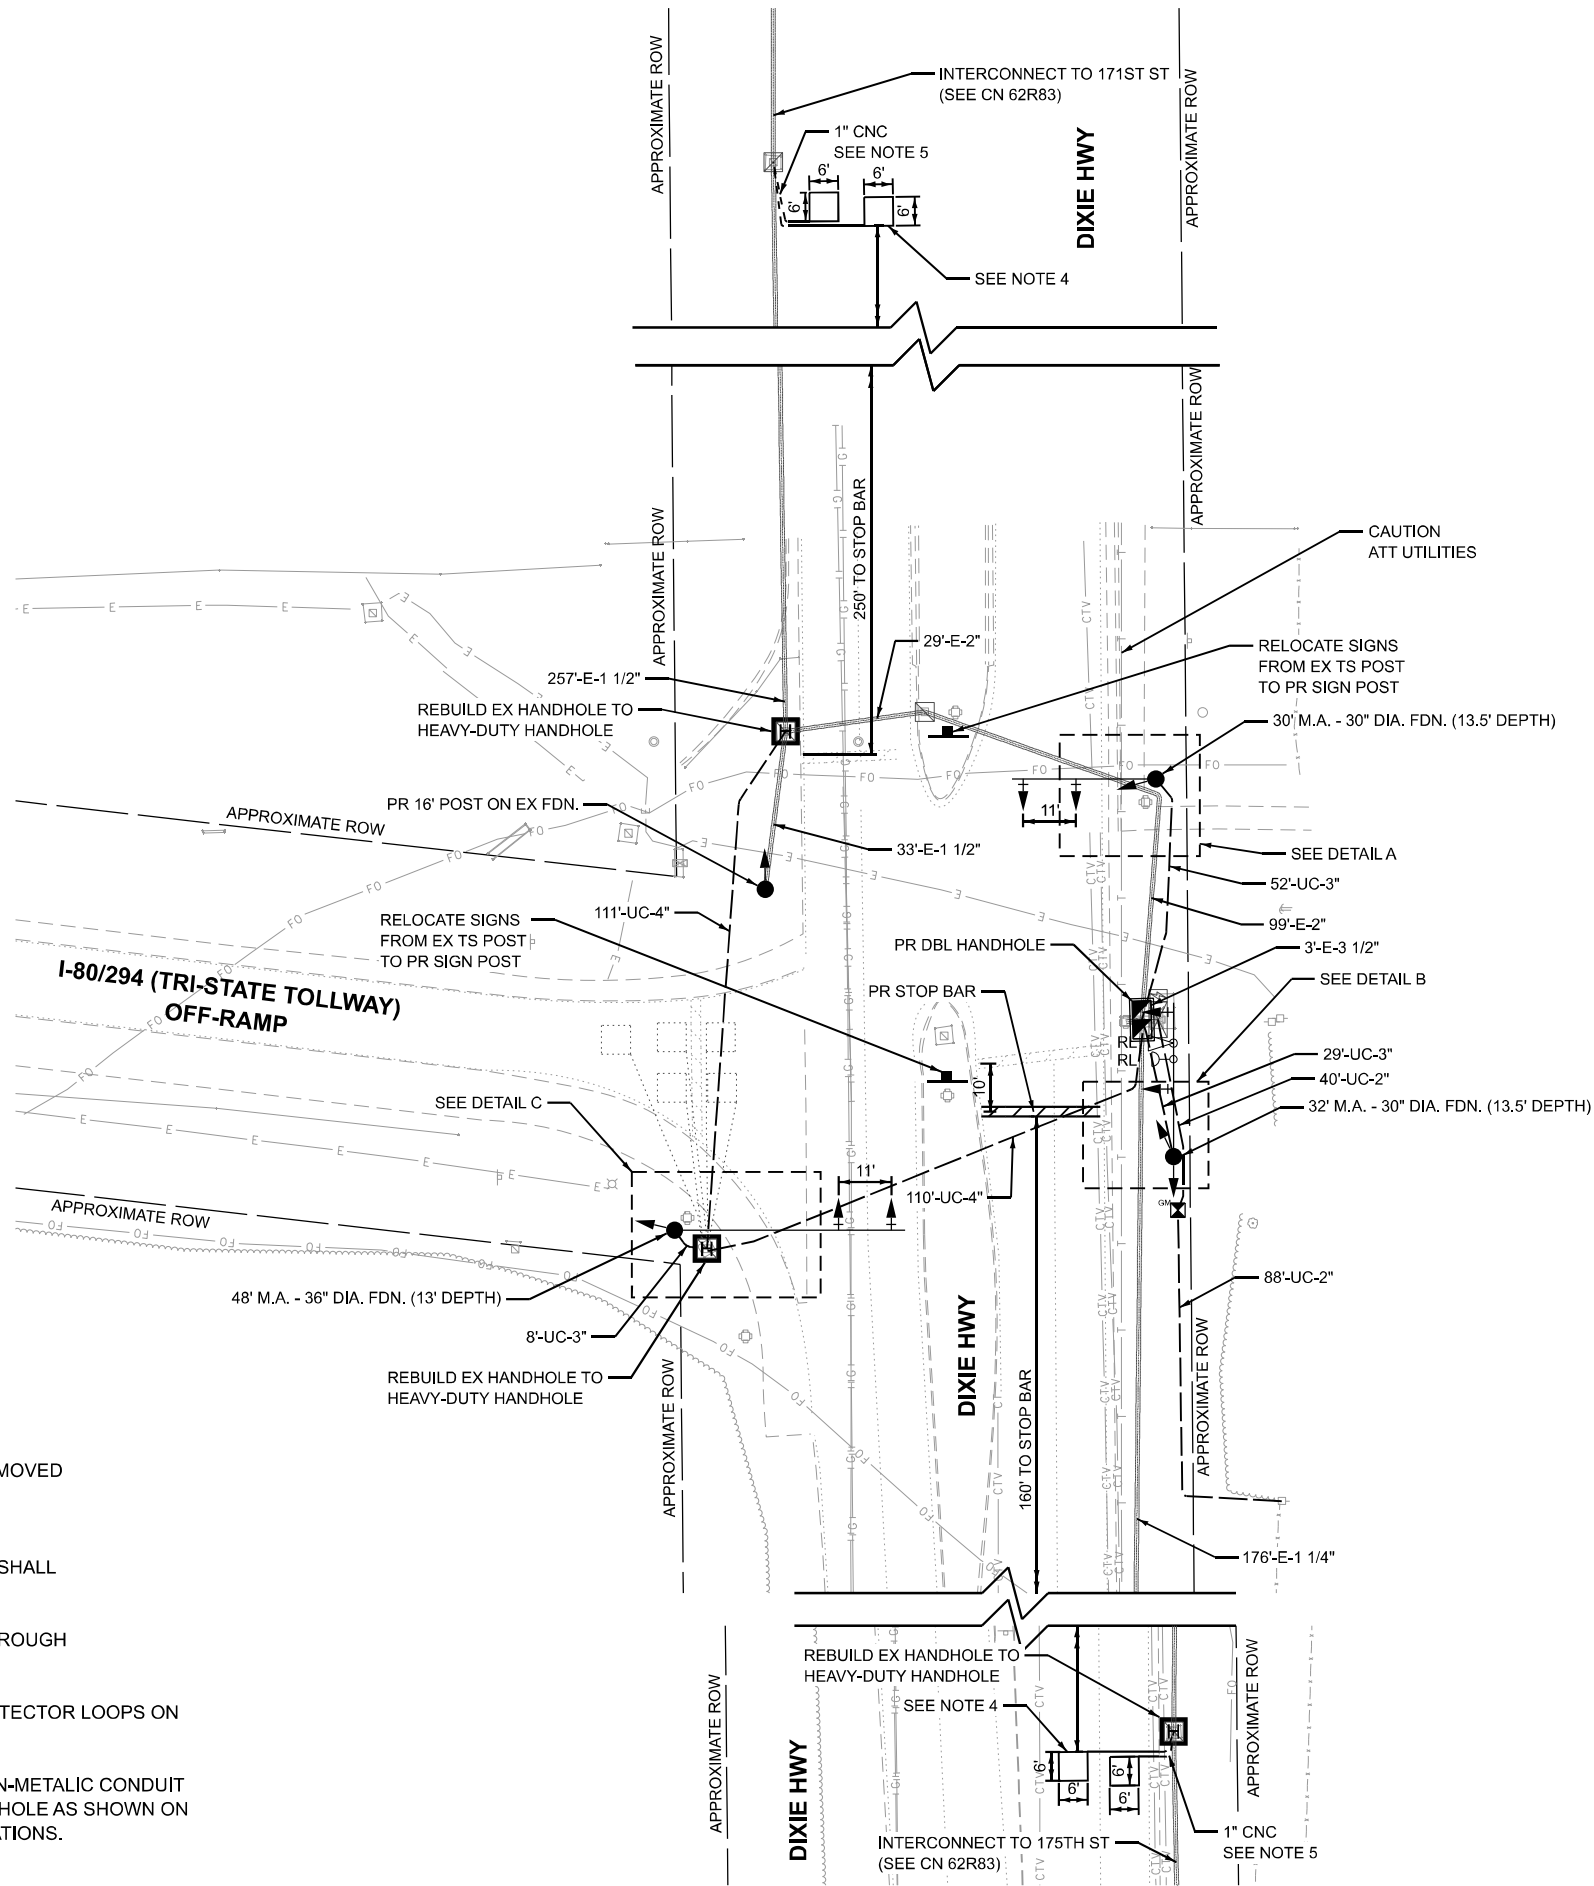 APPROXIMATE ROW
INTERCONNECT TO 171ST ST
(SEE CN 62R83)
APPROXIMATE ROW
1" CNC
SEE NOTE 5
6'
6'
6'
6'
DIXIE HWY
SEE NOTE 4
APPROXIMATE ROW
250' TO STOP BAR
APPROXIMATE ROW
CAUTION
ATT UTILITIES
CTV
E
E
E
E
29'-E-2"
RELOCATE SIGNS
FROM EX TS POST
TO PR SIGN POST
257'-E-1 1/2"
REBUILD EX HANDHOLE TO
HEAVY-DUTY HANDHOLE
H
30' M.A. - 30" DIA. FDN. (13.5' DEPTH)
FO
FO
FO
FO
FO
FO
PR 16' POST ON EX FDN.
11'
APPROXIMATE ROW
33'-E-1 1/2"
SEE DETAIL A
52'-UC-3"
99'-E-2"
111'-UC-4"
RELOCATE SIGNS
FROM EX TS POST
TO PR SIGN POST
PR DBL HANDHOLE
3'-E-3 1/2"
SEE DETAIL B
I-80/294 (TRI-STATE TOLLWAY)
OFF-RAMP
PR STOP BAR
RL
RL
29'-UC-3"
40'-UC-2"
10'
SEE DETAIL C
32' M.A. - 30" DIA. FDN. (13.5' DEPTH)
11'
110'-UC-4"
GM
APPROXIMATE ROW
H
48' M.A. - 36" DIA. FDN. (13' DEPTH)
88'-UC-2"
8'-UC-3"
REBUILD EX HANDHOLE TO
HEAVY-DUTY HANDHOLE
APPROXIMATE ROW
DIXIE HWY
160' TO STOP BAR
APPROXIMATE ROW
MOVED
176'-E-1 1/4"
SHALL
ROUGH
REBUILD EX HANDHOLE TO
HEAVY-DUTY HANDHOLE
SEE NOTE 4
APPROXIMATE ROW
APPROXIMATE ROW
TECTOR LOOPS ON
H
6'
6'
6'
6'
DIXIE HWY
N-METALIC CONDUIT
HOLE AS SHOWN ON
ATIONS.
INTERCONNECT TO 175TH ST
(SEE CN 62R83)
1" CNC
SEE NOTE 5